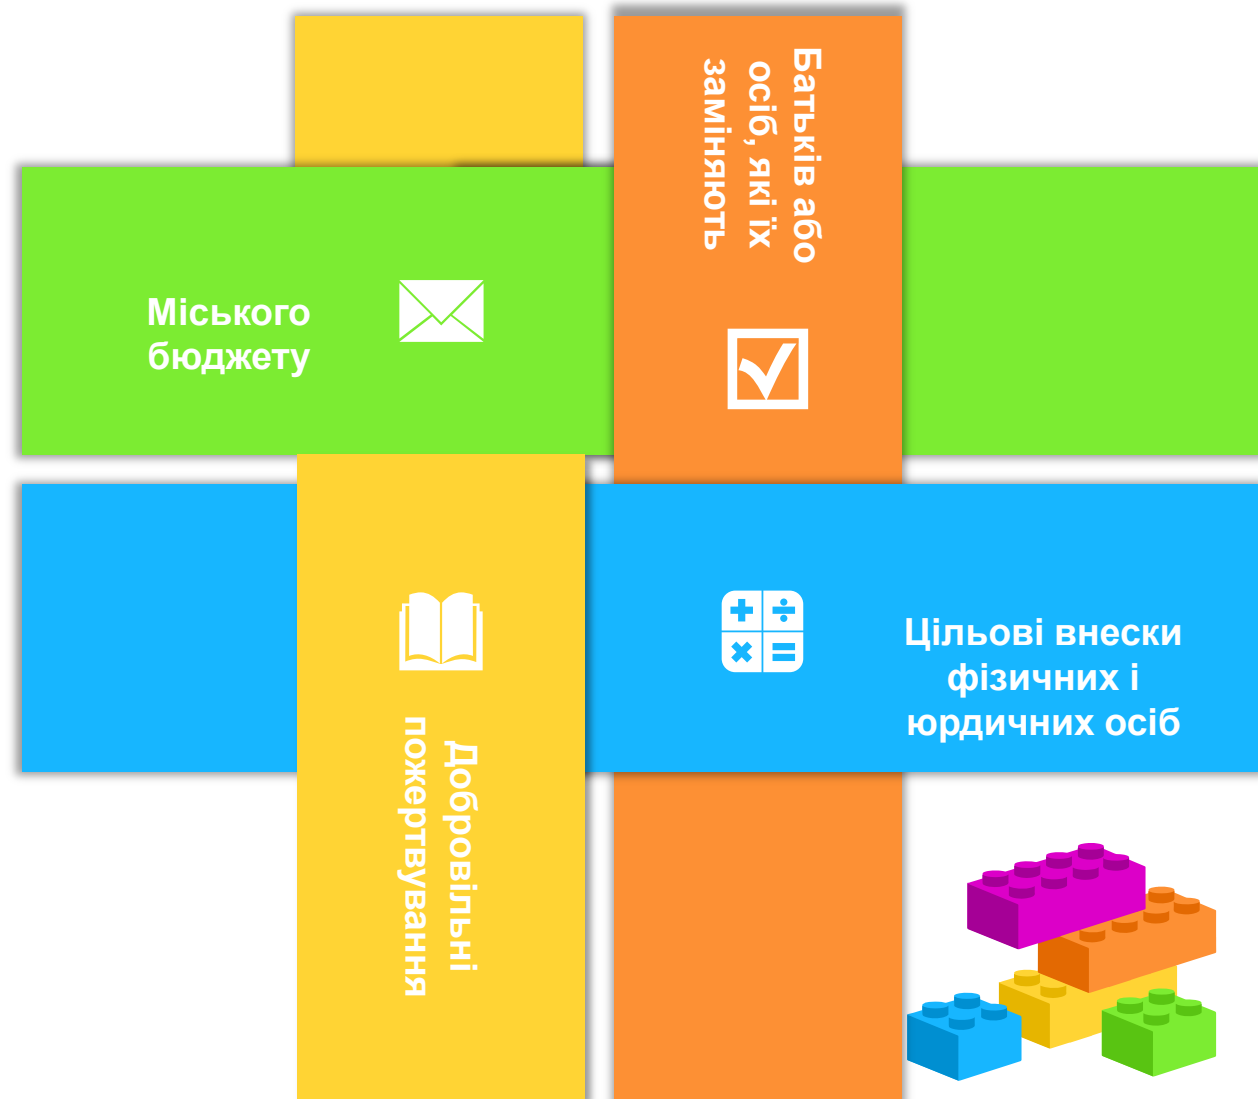 Батьків або
осіб, які їх
заміняють
Міського
бюджету
Цільові внески
фізичних і
юрдичних осіб
Добровільні
пожертвування